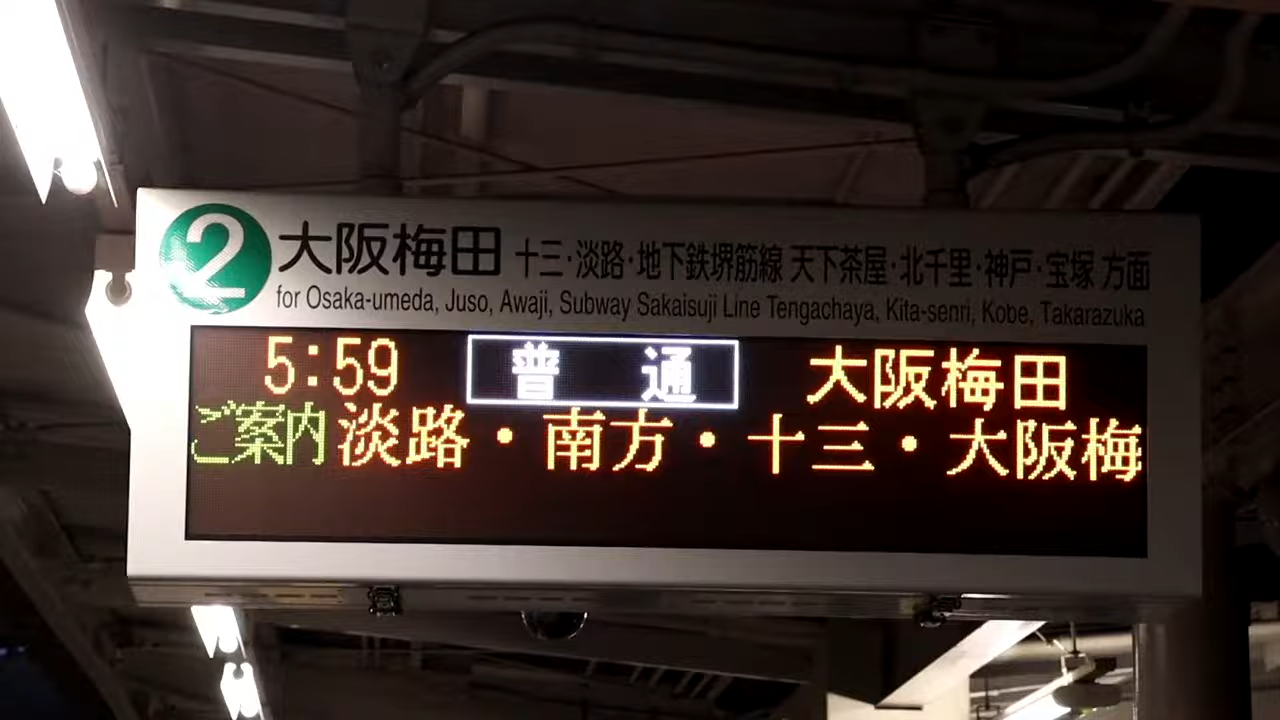 2 大阪梅田 十三・淡路・地下鉄堺筋線 天下茶屋・北千里・神戸・宝塚 方面
for Osaka-umeda, Juso, Awaji, Subway Sakaisuji Line Tengachaya, Kita-senri, Kobe, Takarazuka
5:59 普通 大阪梅田
ご案内 淡路・南方・十三・大阪梅